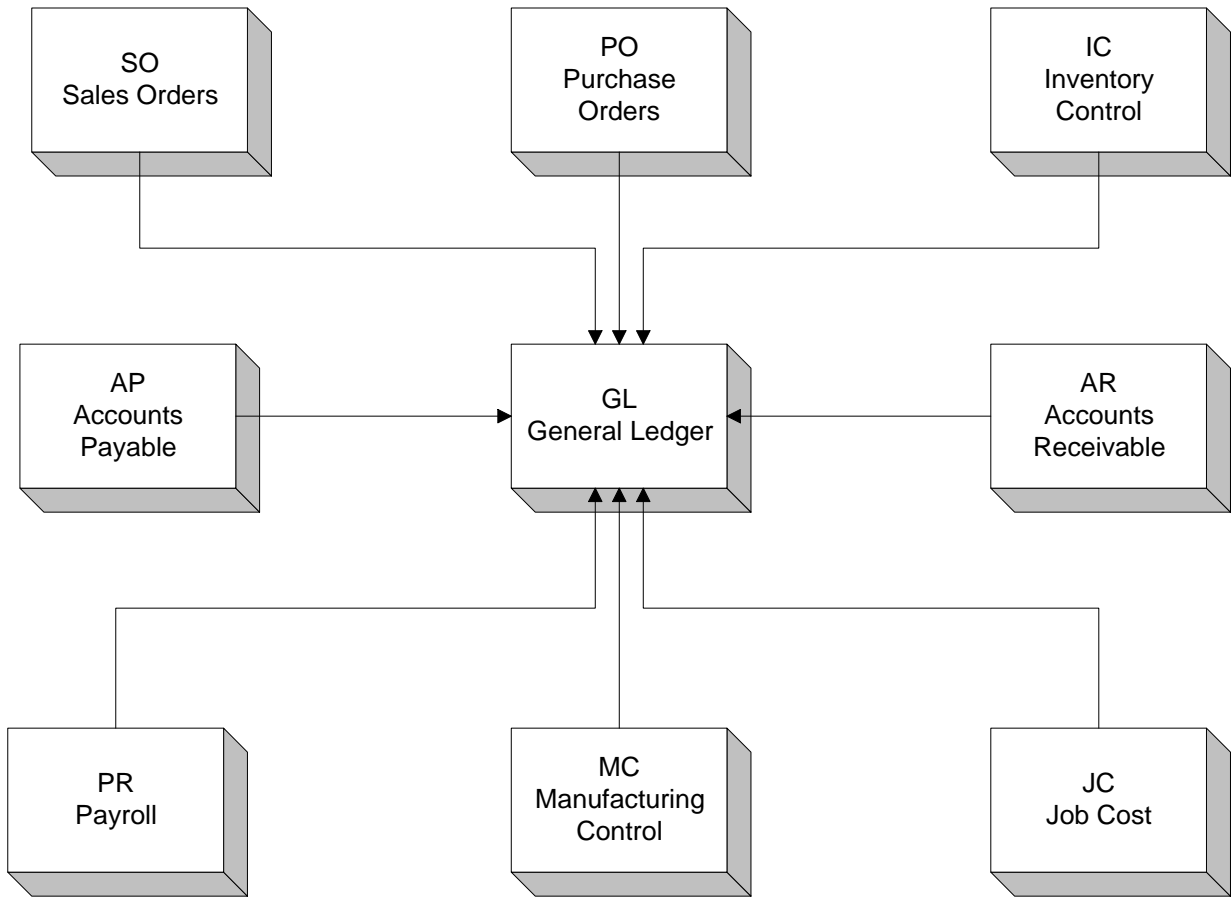 SO
Sales Orders
PO
Purchase
Orders
IC
Inventory
Control
AP
Accounts
Payable
GL
General Ledger
AR
Accounts
Receivable
PR
Payroll
MC
Manufacturing
Control
JC
Job Cost